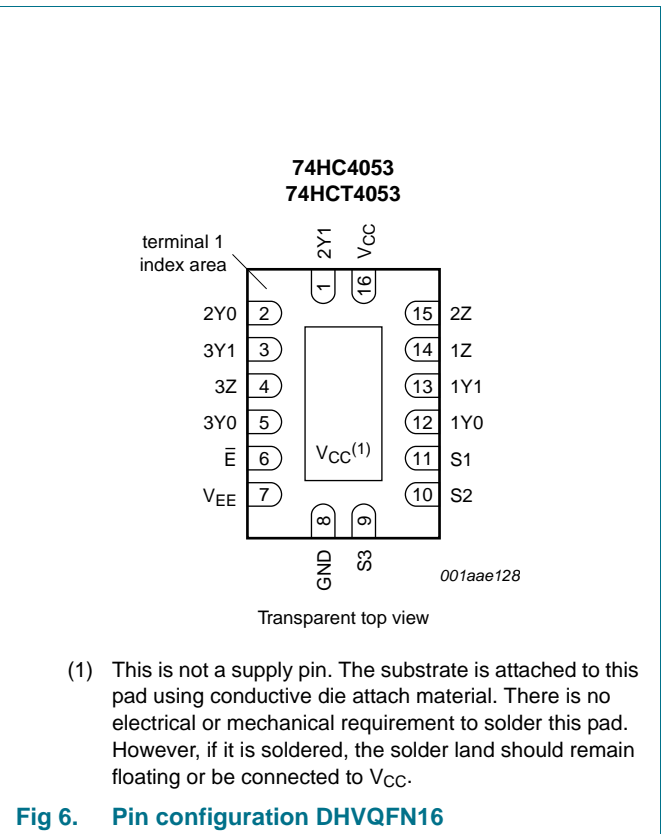 74HC4053
74HCT4053
terminal 1
index area
2Y1
VCC
1
16
2Y0 2
15 2Z
3Y1 3
14 1Z
3Z 4
13 1Y1
3Y0 5
12 1Y0
E̅ 6
VCC(1)
11 S1
VEE 7
10 S2
8
9
GND
S3
001aae128
Transparent top view
(1) This is not a supply pin. The substrate is attached to this
pad using conductive die attach material. There is no
electrical or mechanical requirement to solder this pad.
However, if it is soldered, the solder land should remain
floating or be connected to VCC.
Fig 6. Pin configuration DHVQFN16